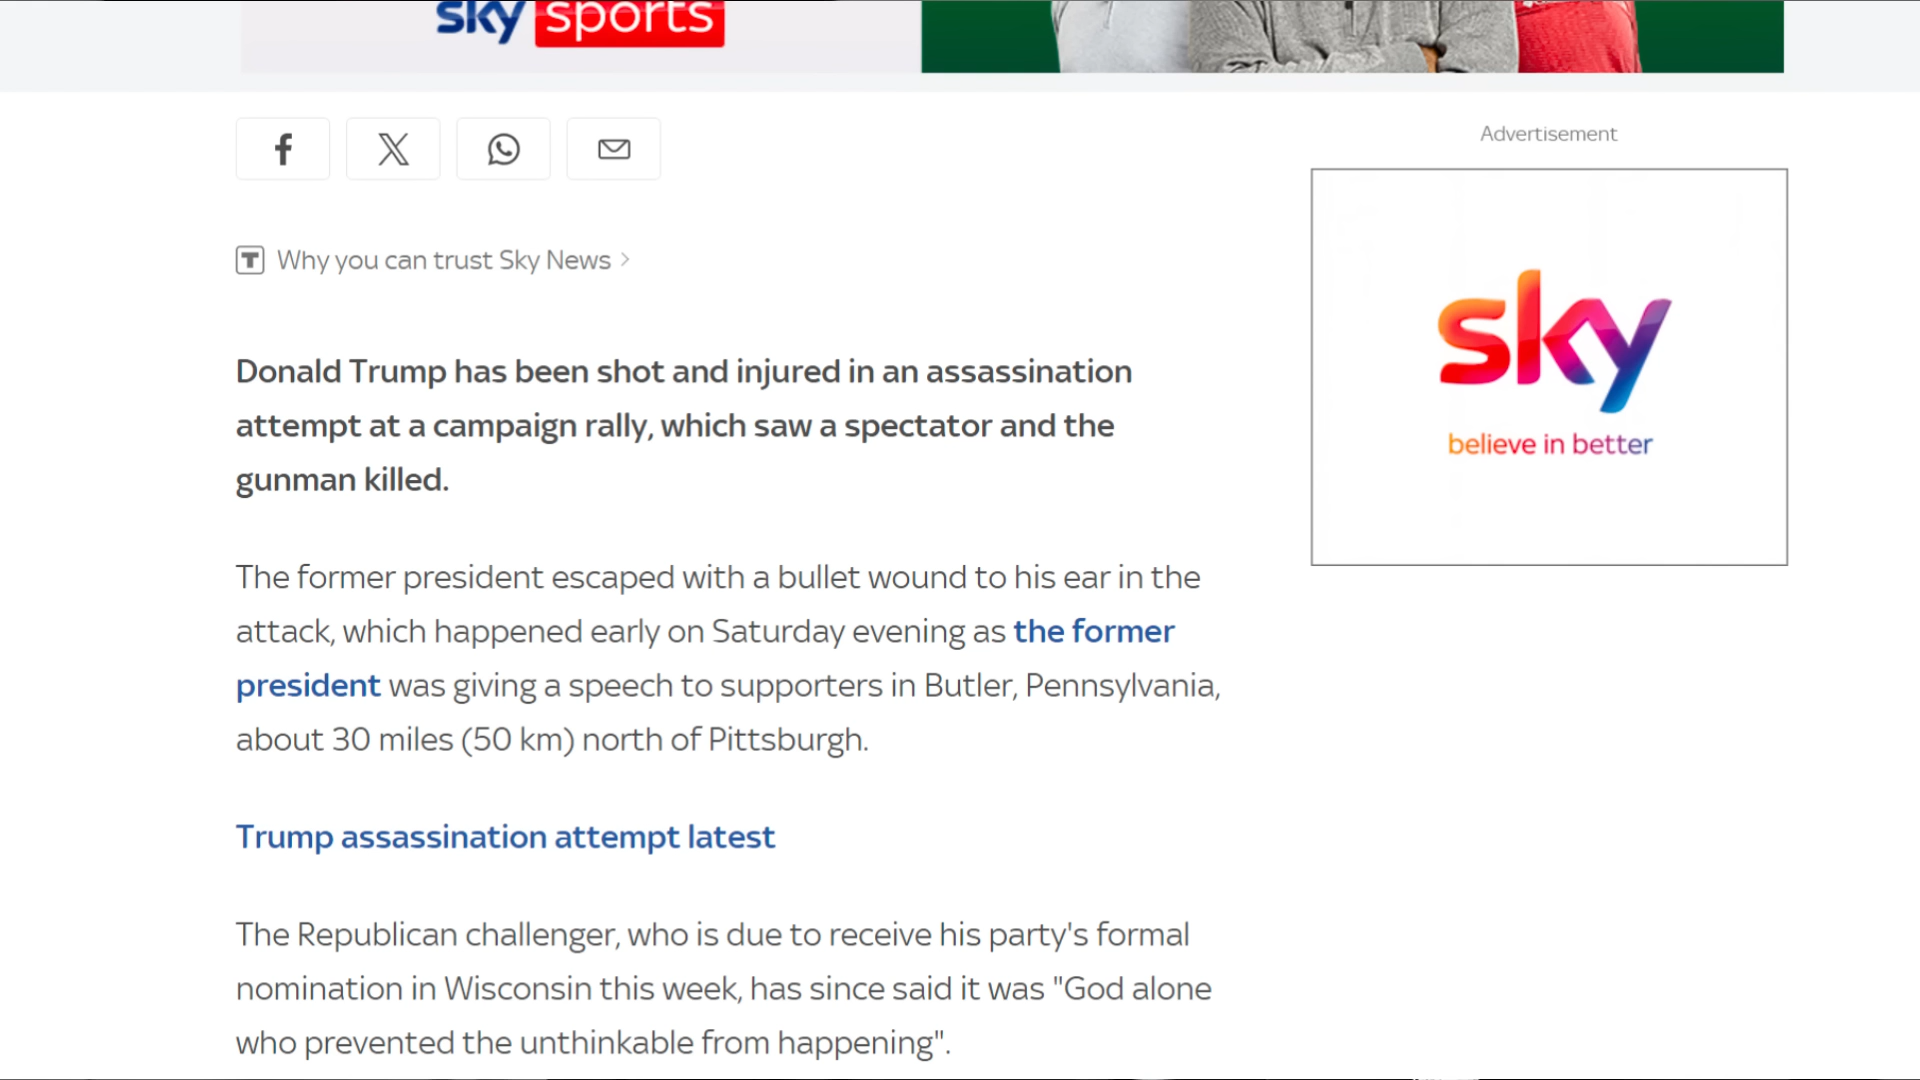 sky sports
Advertisement
Why you can trust Sky News
sky
believe in better
Donald Trump has been shot and injured in an assassination
attempt at a campaign rally, which saw a spectator and the
gunman killed.
The former president escaped with a bullet wound to his ear in the
attack, which happened early on Saturday evening as the former
president was giving a speech to supporters in Butler, Pennsylvania,
about 30 miles (50 km) north of Pittsburgh.
Trump assassination attempt latest
The Republican challenger, who is due to receive his party's formal
nomination in Wisconsin this week, has since said it was "God alone
who prevented the unthinkable from happening".